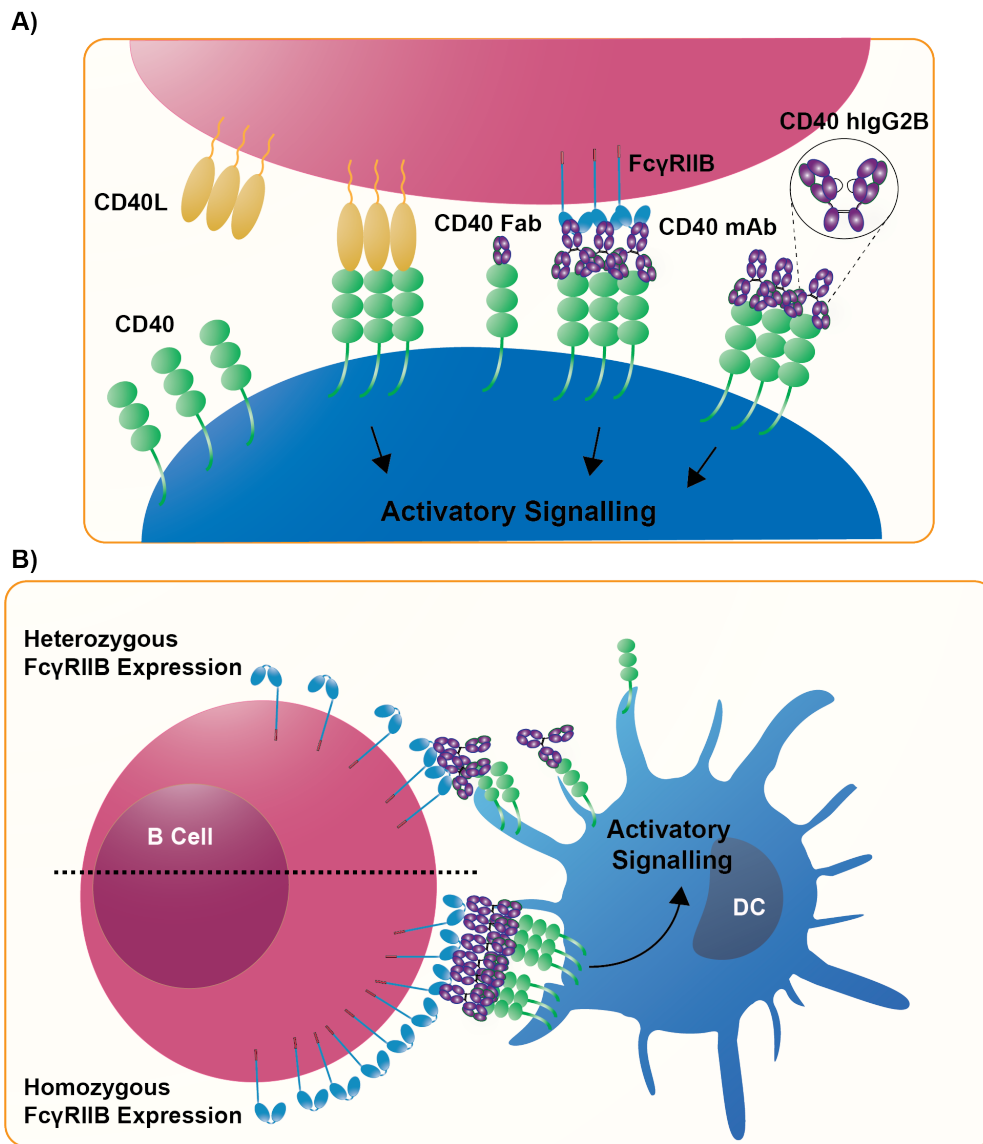 A)
CD40 hIgG2B
FcγRIIB
CD40L
CD40 Fab
CD40 mAb
CD40
Activatory Signalling
B)
Heterozygous
FcγRIIB Expression
B Cell
Activatory
Signalling
DC
Homozygous
FcγRIIB Expression